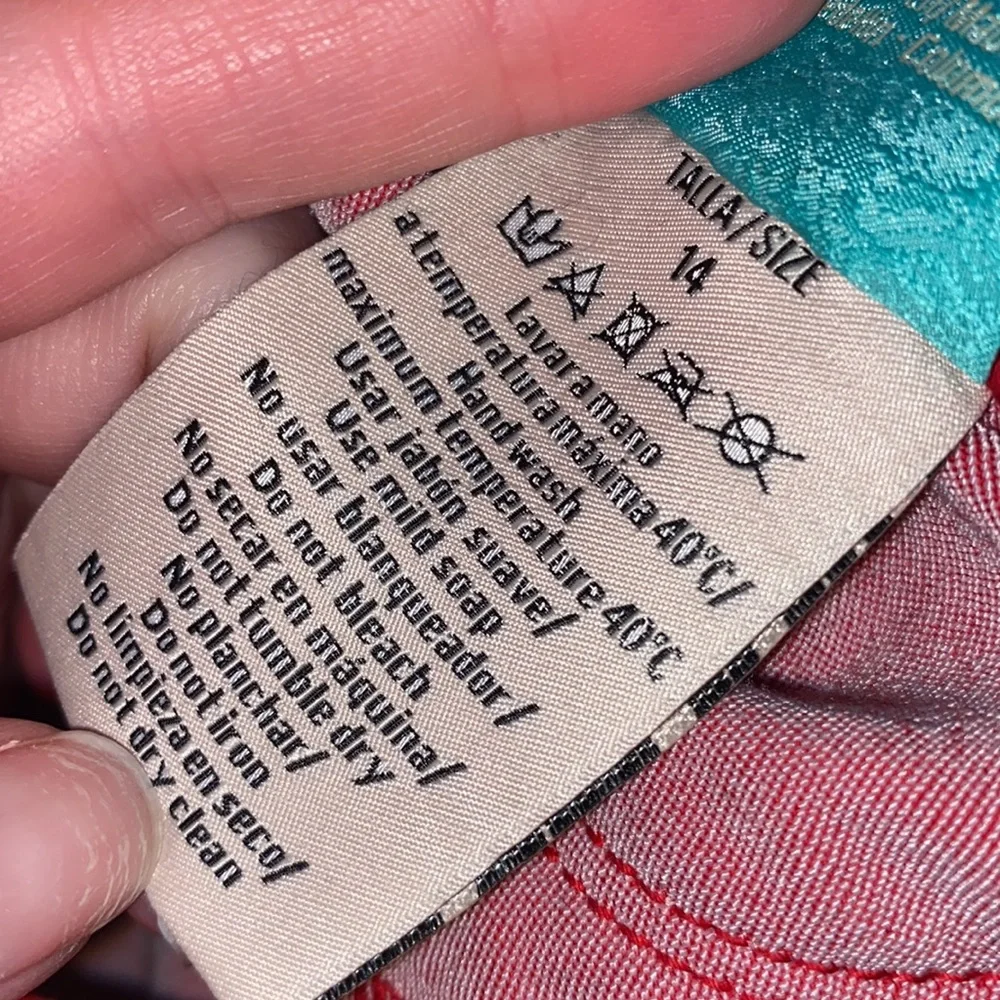 TALLA/SIZE
14
Lavar a mano
a temperatura máxima 40°C/
Hand wash
maximum temperature 40°C
Usar jabón suave/
Use mild soap
No usar blanqueador/
Do not bleach
No secar en máquina/
Do not tumble dry
No planchar/
Do not iron
No limpieza en seco/
Do not dry clean